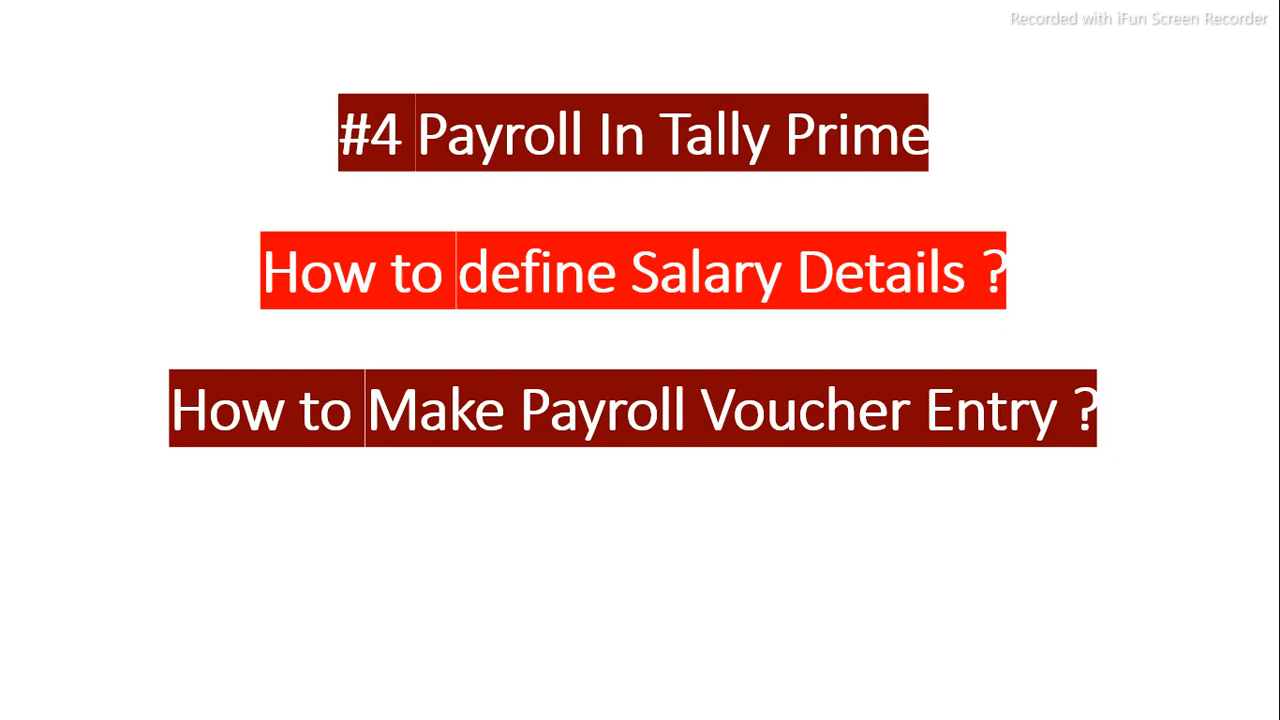 Recorded with iFun Screen Recorder
#4 Payroll In Tally Prime
How to define Salary Details ?
How to Make Payroll Voucher Entry ?